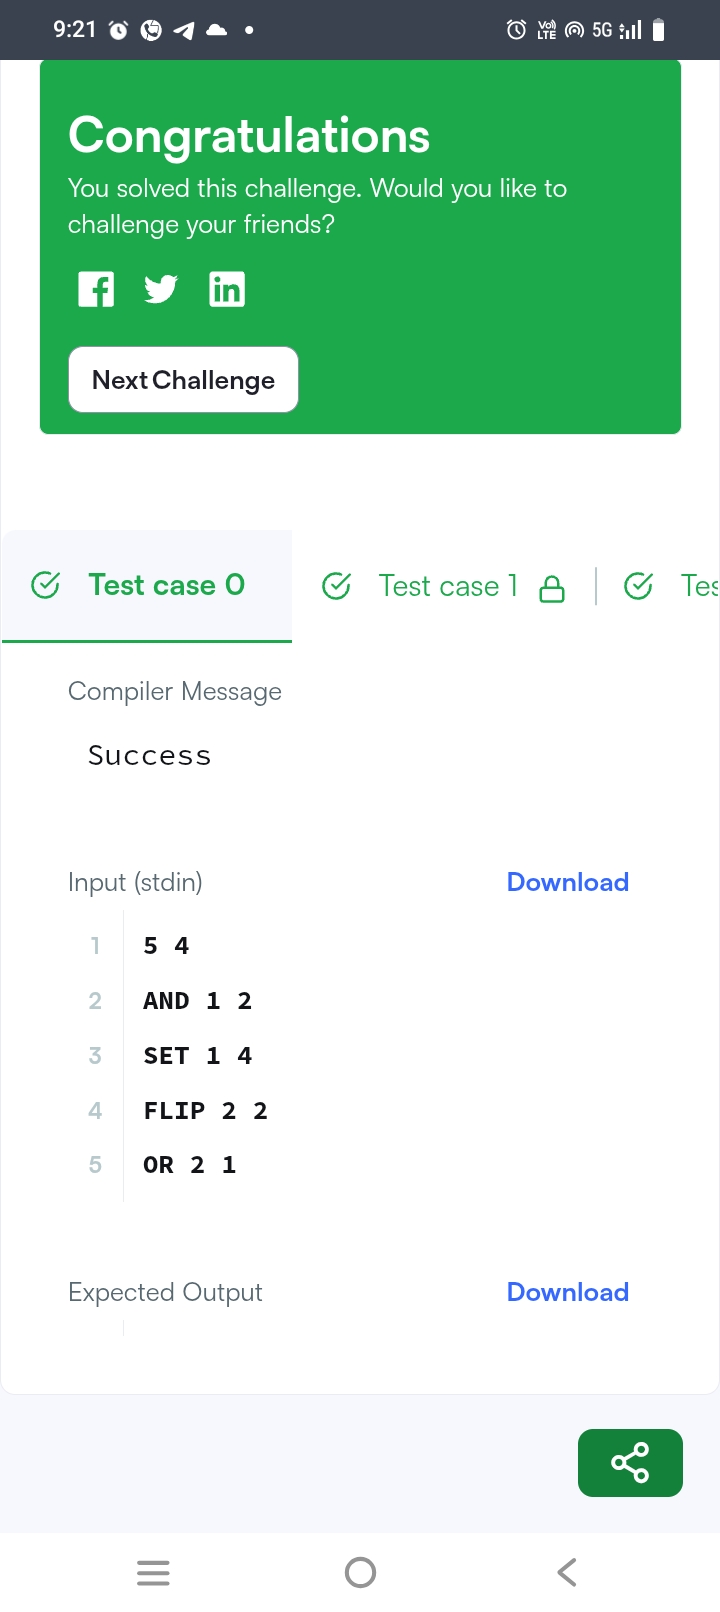 9:21 Vo)) LTE 5G
Congratulations
You solved this challenge. Would you like to
challenge your friends?
Next Challenge
Test case 0 Test case 1 Tes
Compiler Message
Success
Input (stdin) Download
1 5 4
2 AND 1 2
3 SET 1 4
4 FLIP 2 2
5 OR 2 1
Expected Output Download